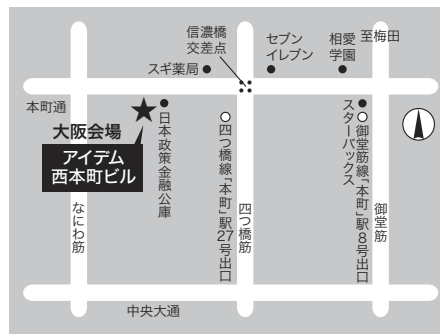 信濃橋
交差点
セブン
イレブン
相愛
学園
至梅田
スギ薬局
本町通
大阪会場
アイデム
西本町ビル
日本政策金融公庫
四つ橋線「本町」駅27号出口
スターバックス
御堂筋線「本町」駅8号出口
なにわ筋
四つ橋筋
御堂筋
中央大通